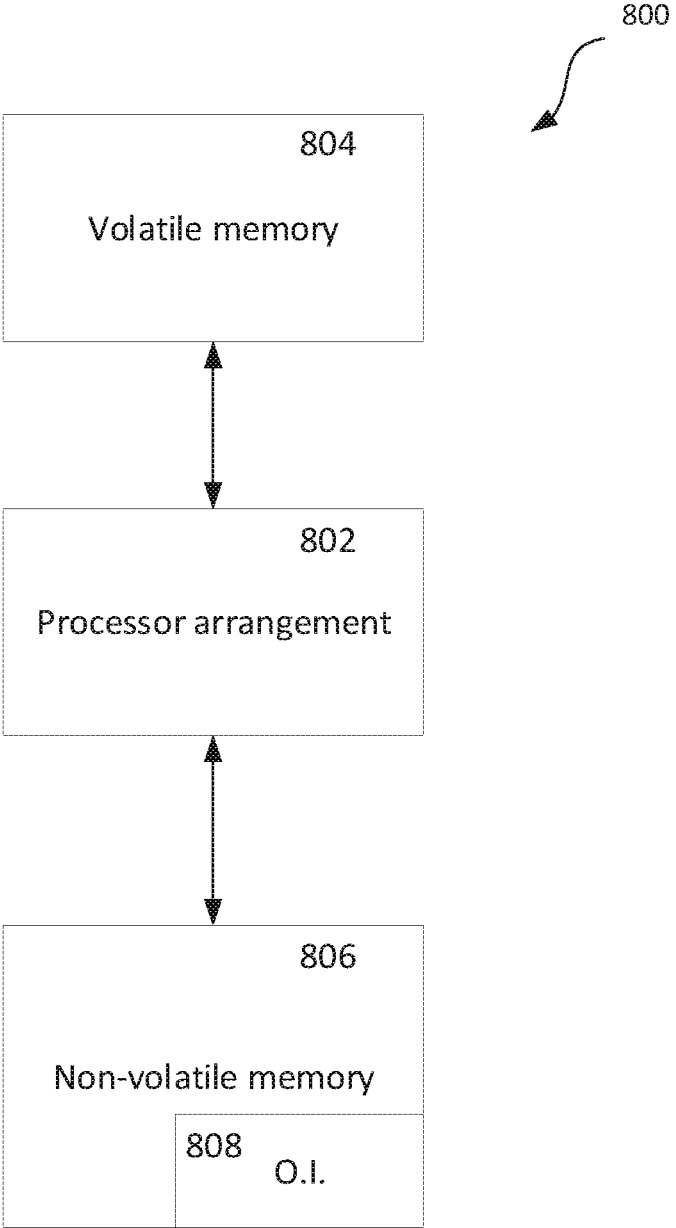 800
804
Volatile memory
802
Processor arrangement
806
Non-volatile memory
808
O.I.